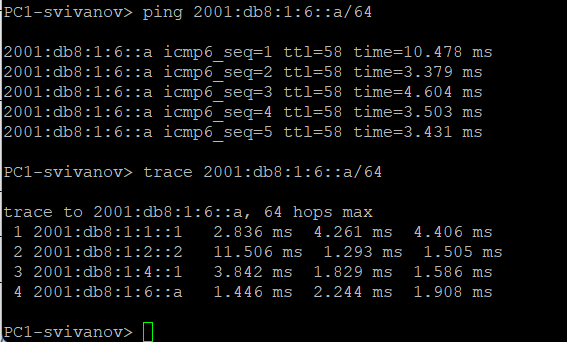 PC1-svivanov> ping 2001:db8:1:6::a/64
2001:db8:1:6::a icmp6_seq=1 ttl=58 time=10.478 ms
2001:db8:1:6::a icmp6_seq=2 ttl=58 time=3.379 ms
2001:db8:1:6::a icmp6_seq=3 ttl=58 time=4.604 ms
2001:db8:1:6::a icmp6_seq=4 ttl=58 time=3.503 ms
2001:db8:1:6::a icmp6_seq=5 ttl=58 time=3.431 ms
PC1-svivanov> trace 2001:db8:1:6::a/64
trace to 2001:db8:1:6::a, 64 hops max
1 2001:db8:1:1::1 2.836 ms 4.261 ms 4.406 ms
2 2001:db8:1:2::2 11.506 ms 1.293 ms 1.505 ms
3 2001:db8:1:4::1 3.842 ms 1.829 ms 1.586 ms
4 2001:db8:1:6::a 1.446 ms 2.244 ms 1.908 ms
PC1-svivanov>